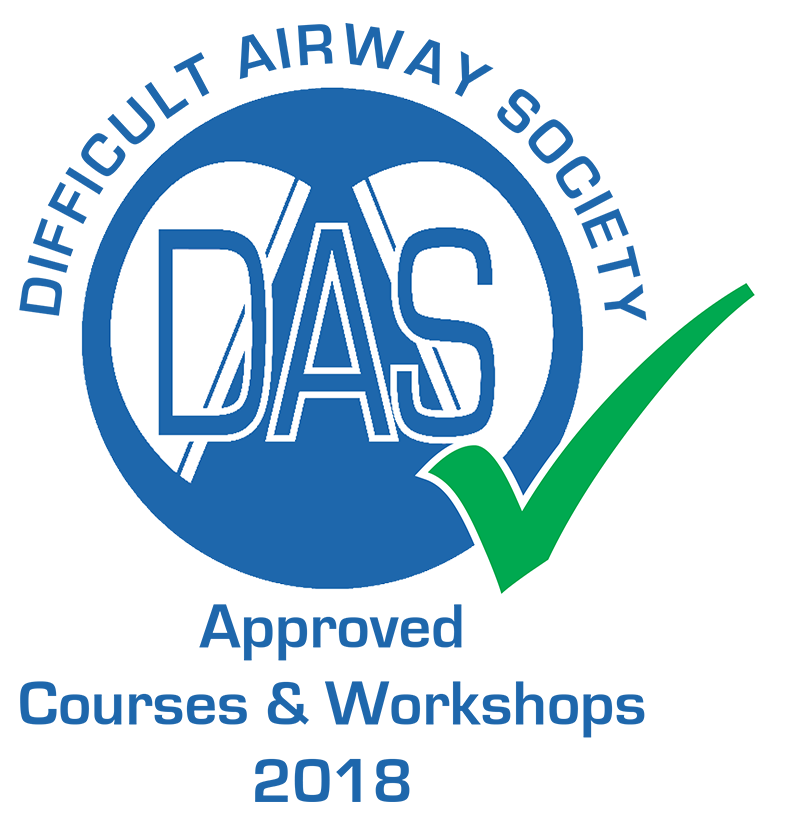 DIFFICULT AIRWAY SOCIETY
DAS
Approved
Courses & Workshops
2018